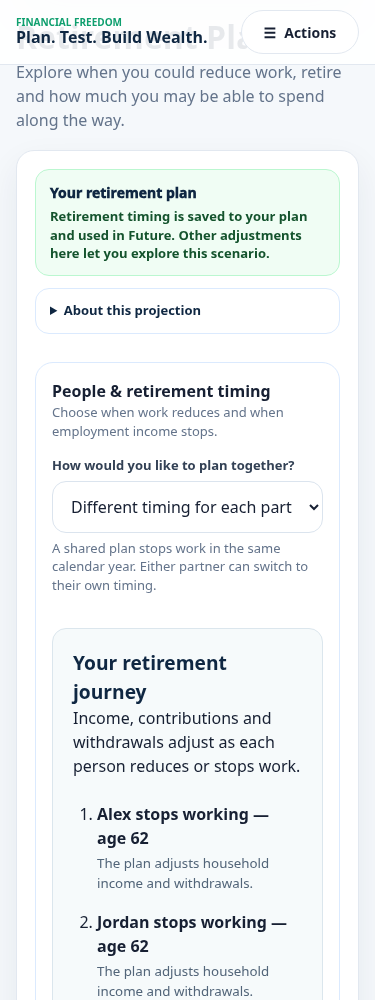 FINANCIAL FREEDOM
Plan. Test. Build Wealth.
☰ Actions
Retirement Pla
Explore when you could reduce work, retire
and how much you may be able to spend
along the way.
Your retirement plan
Retirement timing is saved to your plan
and used in Future. Other adjustments
here let you explore this scenario.
▶ About this projection
People & retirement timing
Choose when work reduces and when
employment income stops.
How would you like to plan together?
Different timing for each part
A shared plan stops work in the same
calendar year. Either partner can switch to
their own timing.
Your retirement
journey
Income, contributions and
withdrawals adjust as each
person reduces or stops work.
1. Alex stops working —
age 62
The plan adjusts household
income and withdrawals.
2. Jordan stops working —
age 62
The plan adjusts household
income and withdrawals.